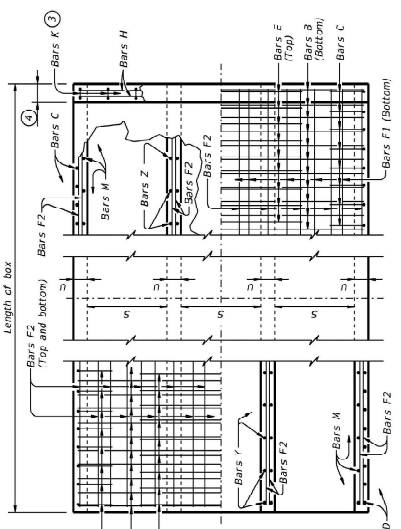 Length of box
④
Bars K ③
Bars H
Bars C
Bars F2
Bars M
Bars Z
Bars F2
Bars F2
Bars E
(Top)
Bars B
(Bottom)
Bars C
Bars F1 (Bottom)
U
U
U
U
S
S
S
Bars F2
(Top and bottom)
Bars Y
Bars F2
Bars M
Bars F2
D